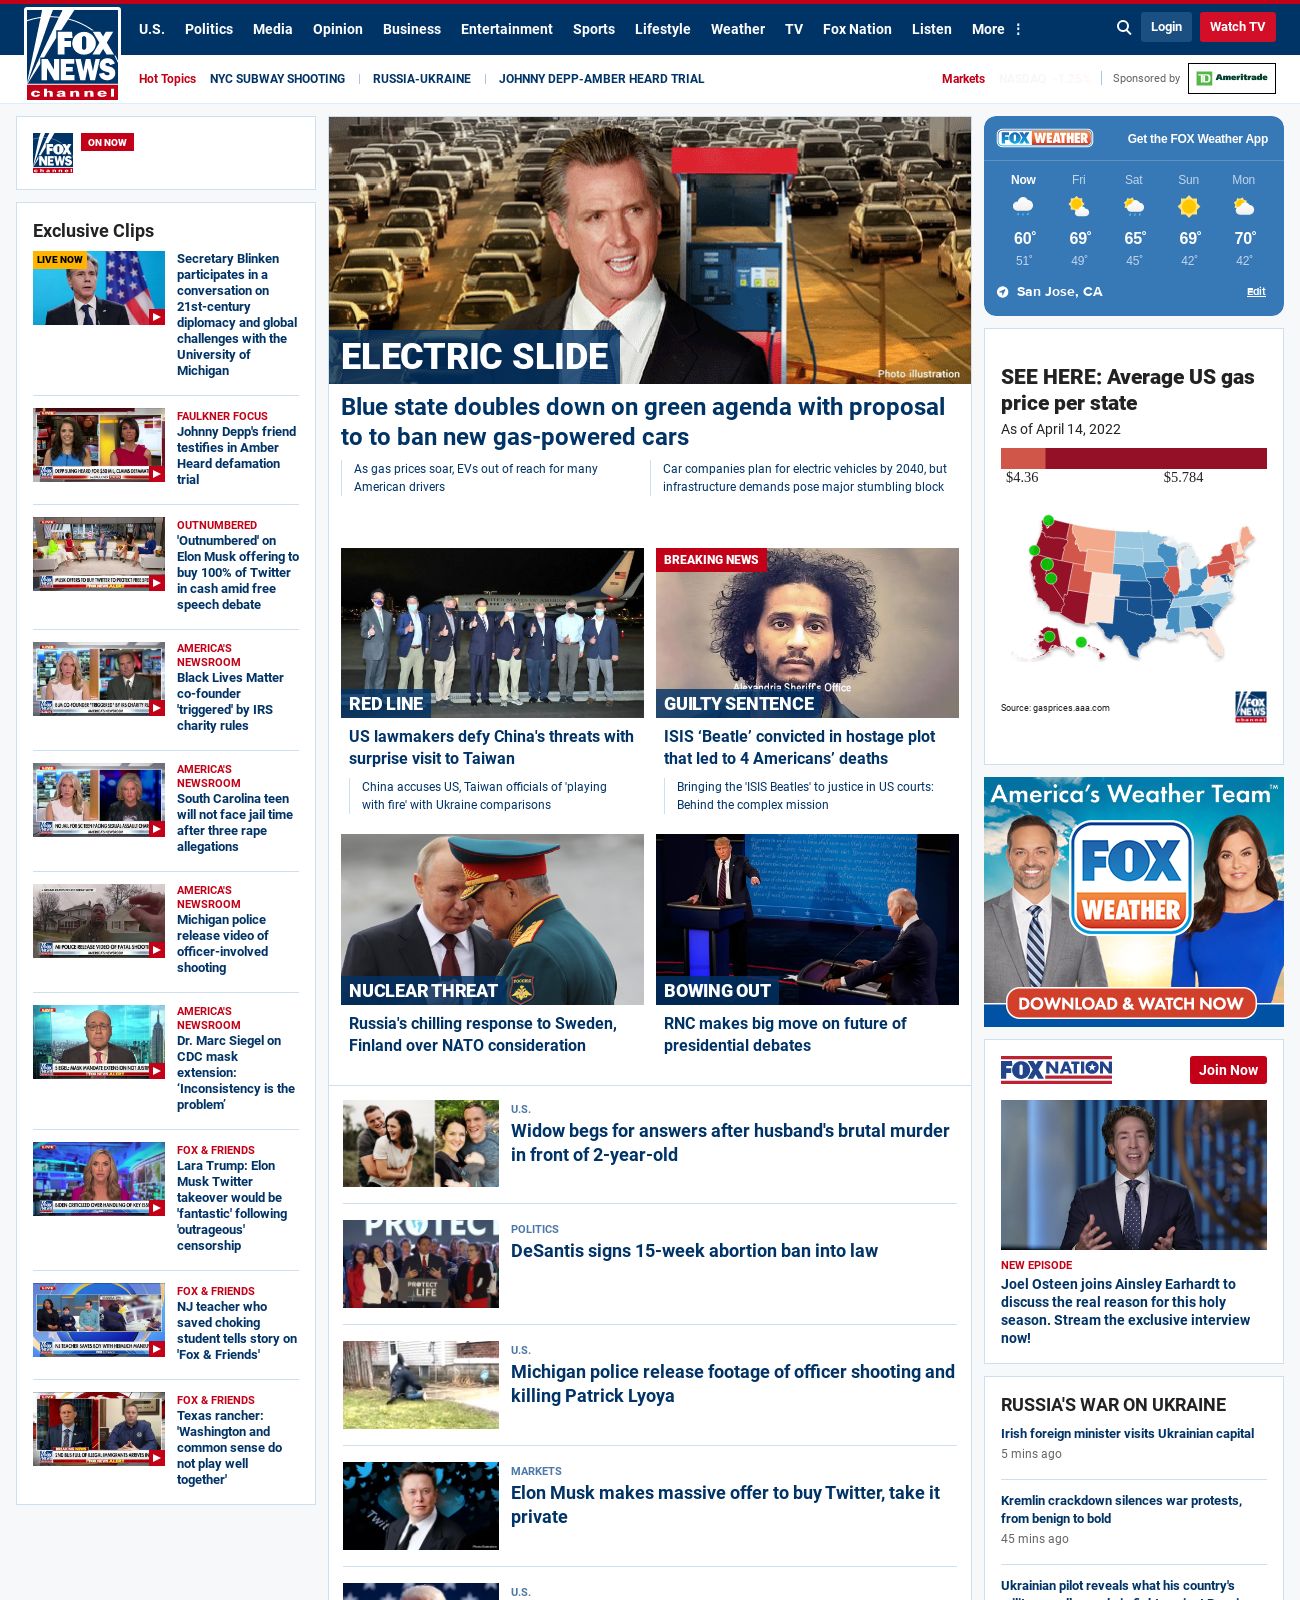 FOX
NEWS
channel
U.S.
Politics
Media
Opinion
Business
Entertainment
Sports
Lifestyle
Weather
TV
Fox Nation
Listen
More
Login
Watch TV
Hot Topics
NYC SUBWAY SHOOTING
RUSSIA-UKRAINE
JOHNNY DEPP-AMBER HEARD TRIAL
Markets
Sponsored by
TD
Ameritrade
FOX
NEWS
channel
ON NOW
Exclusive Clips
LIVE NOW
Secretary Blinken
participates in a
conversation on
21st-century
diplomacy and global
challenges with the
University of
Michigan
FAULKNER FOCUS
Johnny Depp's friend
testifies in Amber
Heard defamation
trial
OUTNUMBERED
'Outnumbered' on
Elon Musk offering to
buy 100% of Twitter
in cash amid free
speech debate
AMERICA'S
NEWSROOM
Black Lives Matter
co-founder
'triggered' by IRS
charity rules
AMERICA'S
NEWSROOM
South Carolina teen
will not face jail time
after three rape
allegations
AMERICA'S
NEWSROOM
Michigan police
release video of
officer-involved
shooting
AMERICA'S
NEWSROOM
Dr. Marc Siegel on
CDC mask
extension:
‘Inconsistency is the
problem’
FOX & FRIENDS
Lara Trump: Elon
Musk Twitter
takeover would be
'fantastic' following
'outrageous'
censorship
FOX & FRIENDS
NJ teacher who
saved choking
student tells story on
'Fox & Friends'
FOX & FRIENDS
Texas rancher:
'Washington and
common sense do
not play well
together'
ELECTRIC SLIDE
Photo illustration
Blue state doubles down on green agenda with proposal
to to ban new gas-powered cars
As gas prices soar, EVs out of reach for many
American drivers
Car companies plan for electric vehicles by 2040, but
infrastructure demands pose major stumbling block
RED LINE
US lawmakers defy China's threats with
surprise visit to Taiwan
China accuses US, Taiwan officials of 'playing
with fire' with Ukraine comparisons
BREAKING NEWS
Alexandria Sheriff's Office
GUILTY SENTENCE
ISIS ‘Beatle’ convicted in hostage plot
that led to 4 Americans’ deaths
Bringing the 'ISIS Beatles' to justice in US courts:
Behind the complex mission
NUCLEAR THREAT
Russia's chilling response to Sweden,
Finland over NATO consideration
BOWING OUT
RNC makes big move on future of
presidential debates
U.S.
Widow begs for answers after husband's brutal murder
in front of 2-year-old
PROTECT
PROTECT
LIFE
POLITICS
DeSantis signs 15-week abortion ban into law
U.S.
Michigan police release footage of officer shooting and
killing Patrick Lyoya
MARKETS
Elon Musk makes massive offer to buy Twitter, take it
private
U.S.
FOX WEATHER
Get the FOX Weather App
Now
Fri
Sat
Sun
Mon
60°
69°
65°
69°
70°
51°
49°
45°
42°
42°
San Jose, CA
Edit
SEE HERE: Average US gas
price per state
As of April 14, 2022
$4.36
$5.784
Source: gasprices.aaa.com
FOX
NEWS
channel
America's Weather Team™
FOX
WEATHER
DOWNLOAD & WATCH NOW
FOX NATION
Join Now
NEW EPISODE
Joel Osteen joins Ainsley Earhardt to
discuss the real reason for this holy
season. Stream the exclusive interview
now!
RUSSIA'S WAR ON UKRAINE
Irish foreign minister visits Ukrainian capital
5 mins ago
Kremlin crackdown silences war protests,
from benign to bold
45 mins ago
Ukrainian pilot reveals what his country's